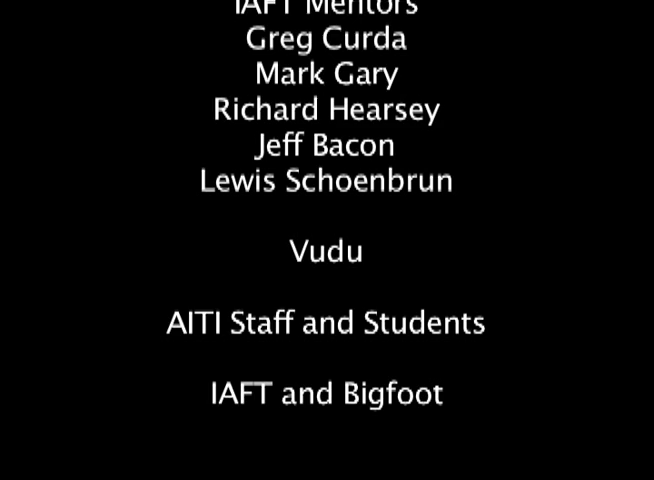 IAFT Mentors
Greg Curda
Mark Gary
Richard Hearsey
Jeff Bacon
Lewis Schoenbrun
Vudu
AITI Staff and Students
IAFT and Bigfoot